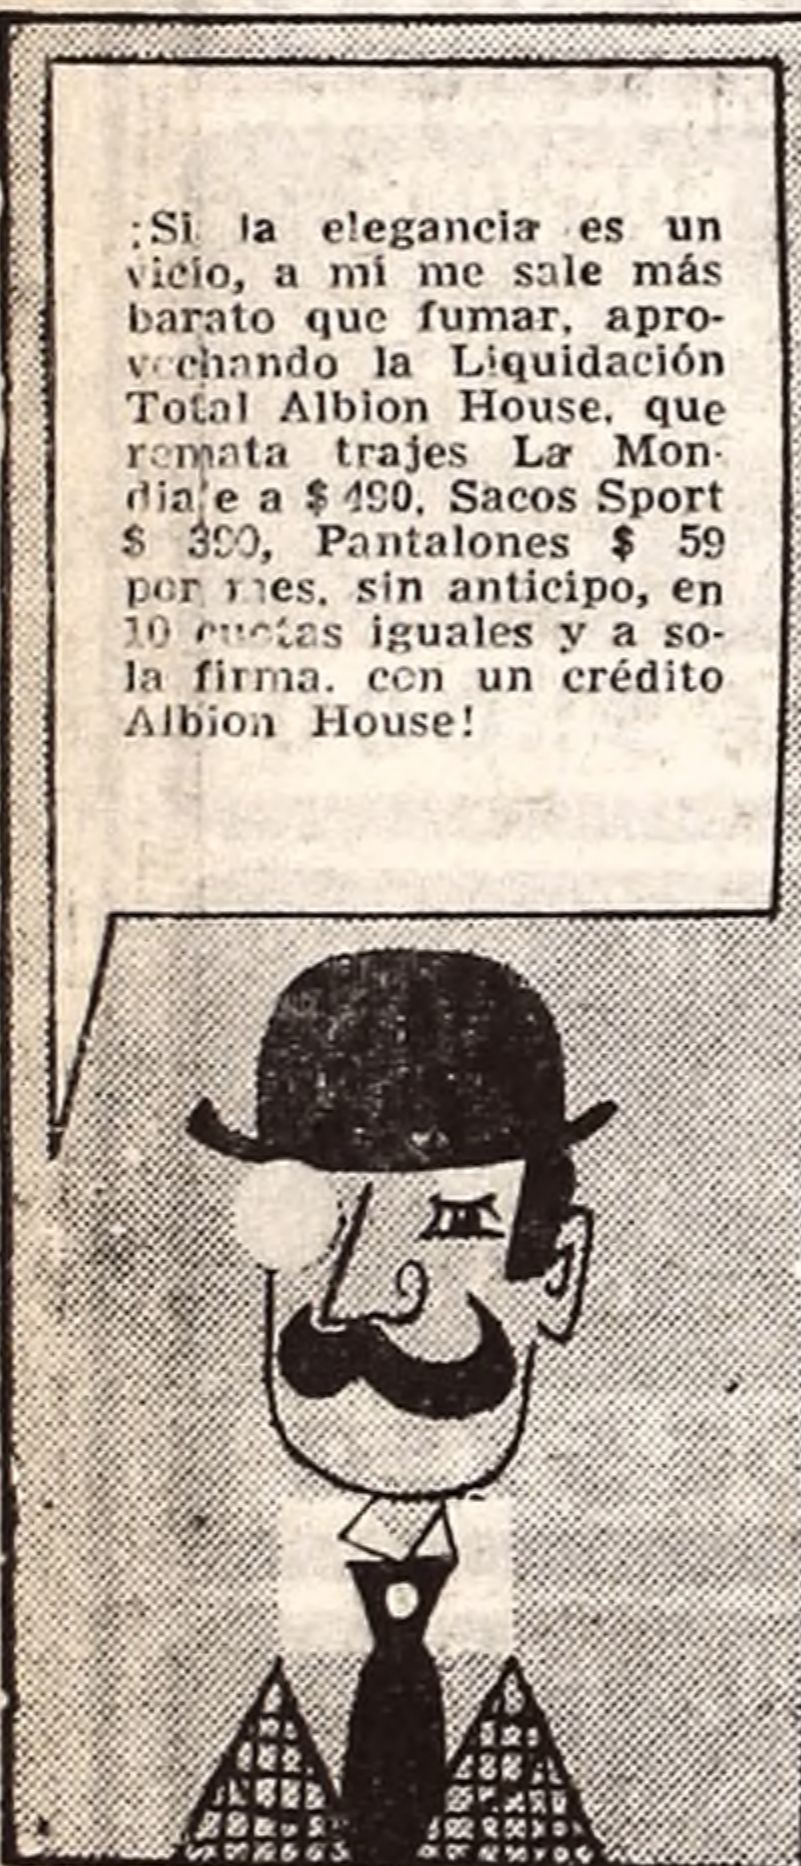 ¡Si la elegancia es un
vicio, a mí me sale más
barato que fumar, apro-
vechando la Liquidación
Total Albion House, que
remata trajes La Mon-
diale a $ 490, Sacos Sport
$ 390, Pantalones $ 59
por mes, sin anticipo, en
10 cuotas iguales y a so-
la firma, con un crédito
Albion House!